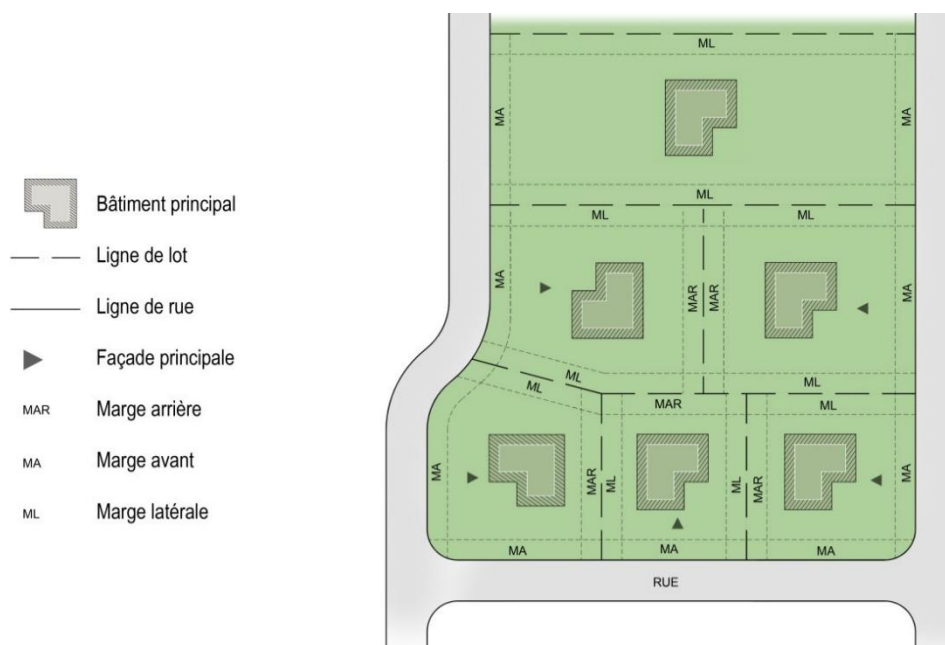 Bâtiment principal
Ligne de lot
Ligne de rue
Façade principale
MAR Marge arrière
MA Marge avant
ML Marge latérale
ML
MA MA
ML
ML ML
MA MAR MAR MA
ML ML
ML MAR ML
MA MAR ML ML MAR MA
MA MA MA
RUE